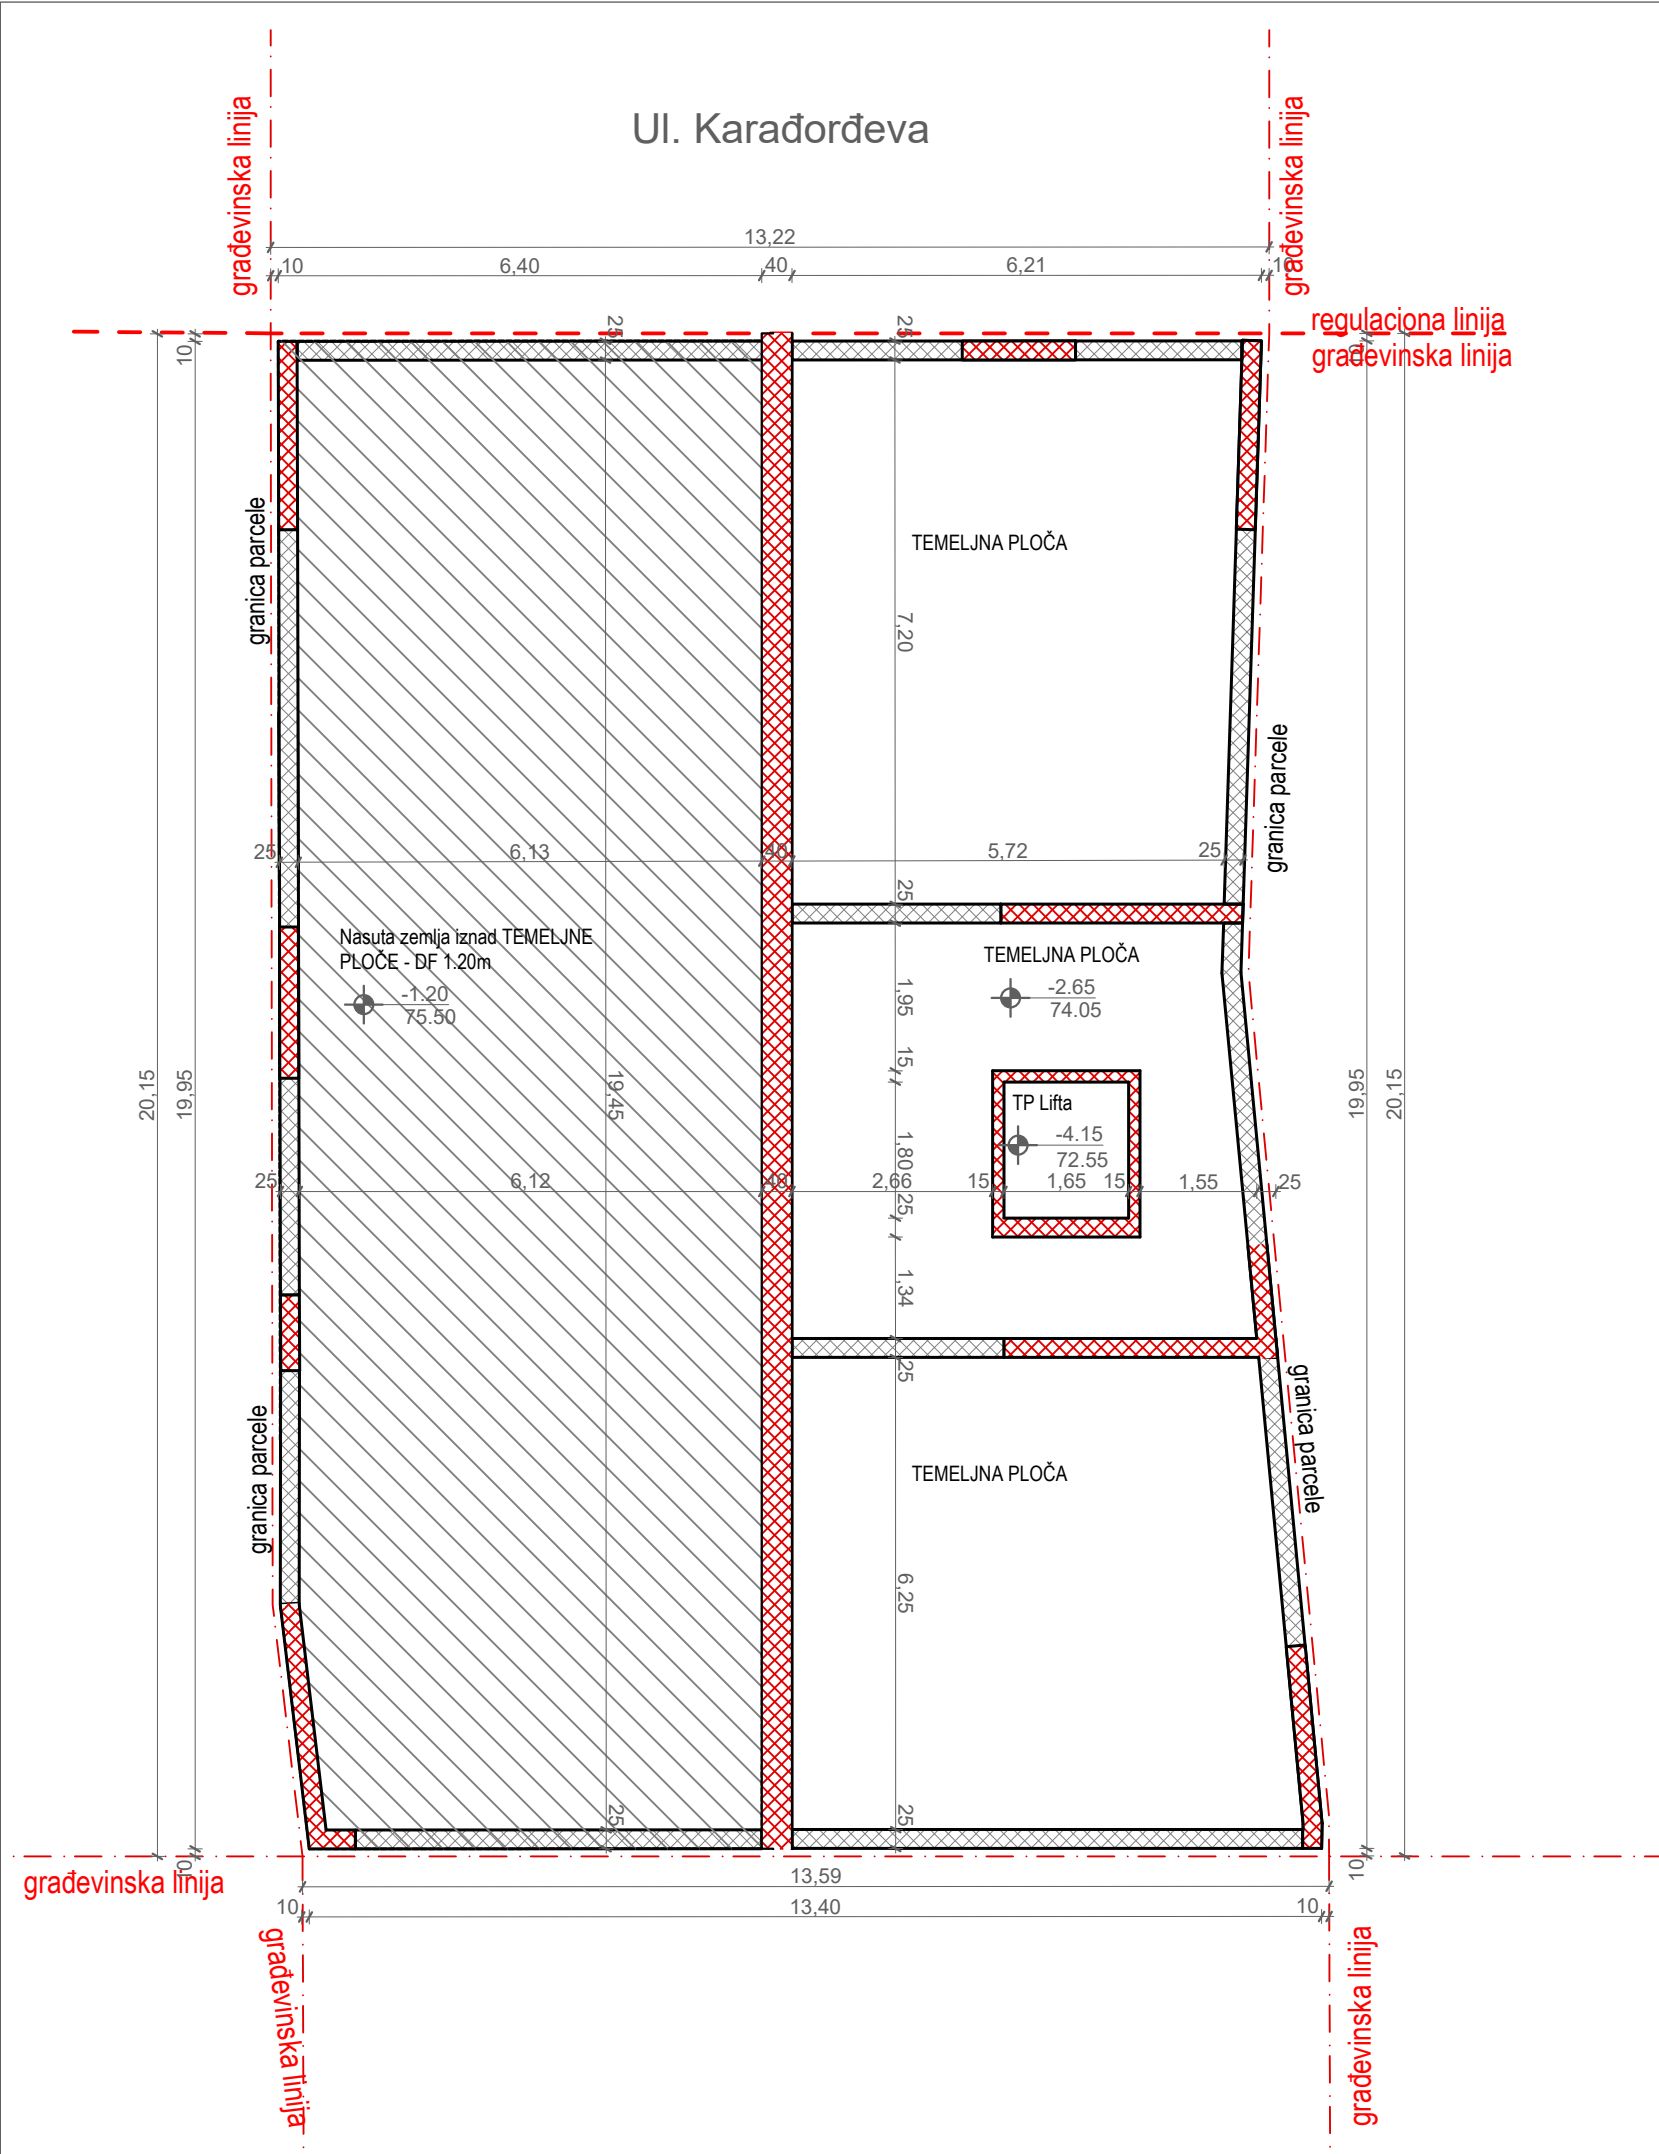 Ul. Karađorđeva
građevinska linija
građevinska linija
13,22
10
6,40
40
6,21
10
regulaciona linija
građevinska linija
10
10
25
25
granica parcele
TEMELJNA PLOČA
7,20
granica parcele
25
6,13
40
5,72
25
25
Nasuta zemlja iznad TEMELJNE
PLOČE - DF 1.20m
-1.20
75.50
TEMELJNA PLOČA
-2.65
74.05
1,95
15
20,15
19,95
19,45
19,95
20,15
TP Lifta
-4.15
72.55
1,80
25
6,12
40
2,66
15
1,65
15
1,55
25
25
1,34
25
granica parcele
granica parcele
TEMELJNA PLOČA
6,25
25
25
10
10
građevinska linija
13,59
10
13,40
10
građevinska linija
građevinska linija